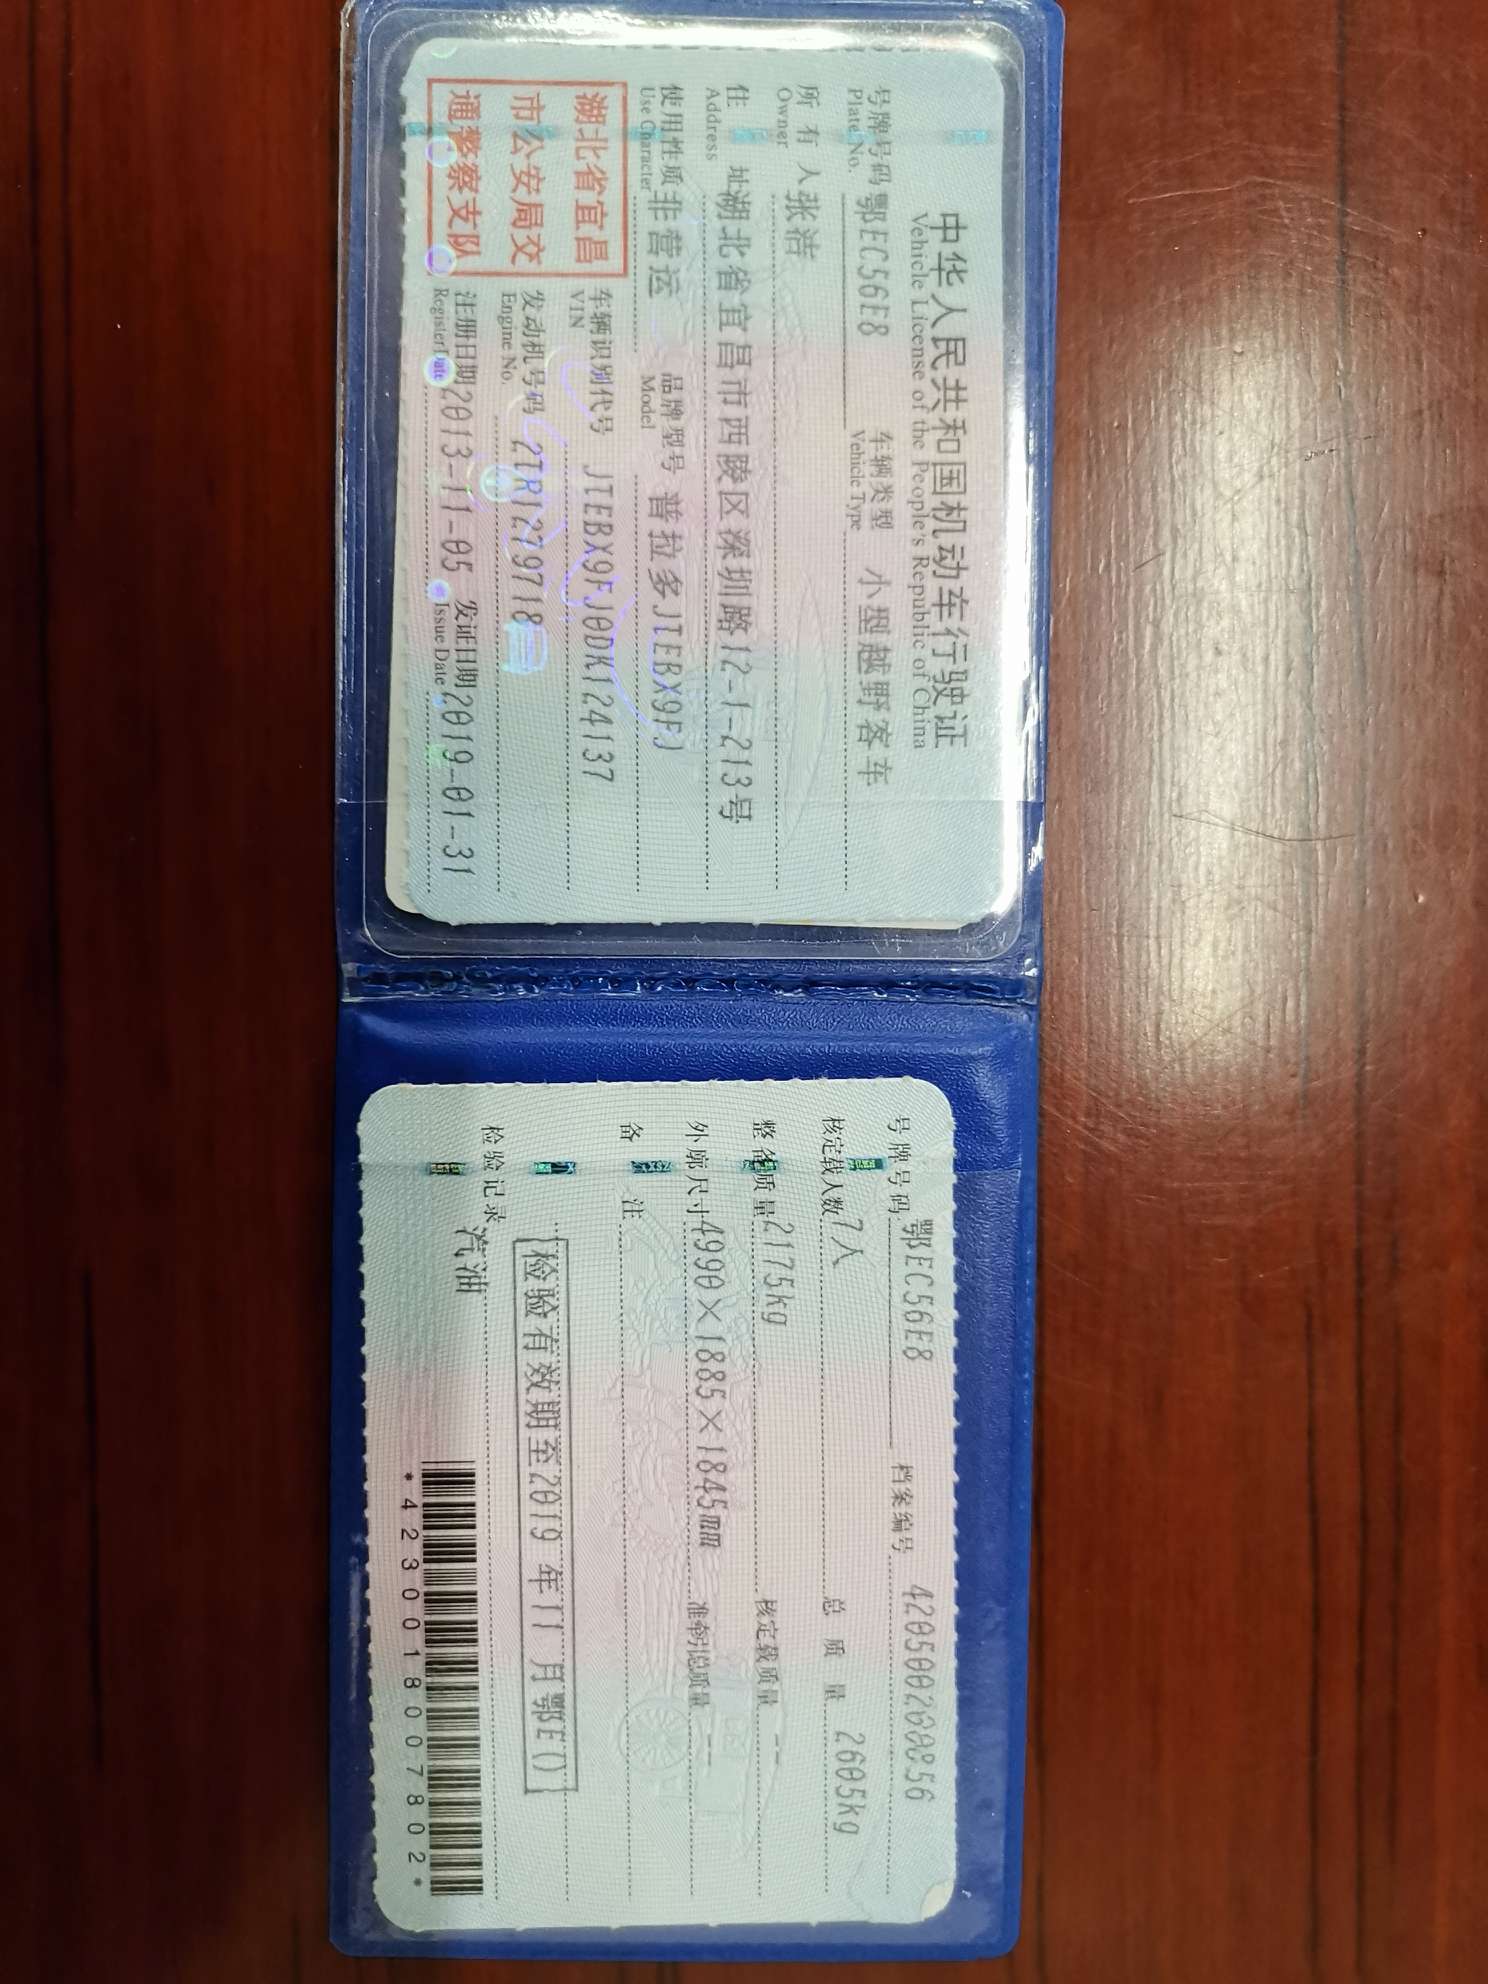 中华人民共和国机动车行驶证
Vehicle License of the People's Republic of China
号牌号码 鄂EC56E8 车辆类型 小型越野客车
Plate No. Vehicle Type
所有人 张洁
Owner
住址 湖北省宜昌市西陵区深圳路12-1-213号
Address
使用性质 非营运 品牌型号 普拉多JTEBX9FJ
Use Character Model
湖北省宜昌
市公安局交
通警察支队
车辆识别代号 JTEBX9FJ0DK124137
VIN
发动机号码 2TR1279718
Engine No.
注册日期 2013-11-05 发证日期 2019-01-31
Register Date Issue Date
号牌号码 鄂EC56E8 档案编号 420500200856
核定载人数 7人 总质量 2605kg
整备质量 2175kg 核定载质量 --
外廓尺寸 4990×1885×1845mm 准牵引总质量 --
备注
检验有效期至2019年11月鄂E()
检验记录
汽油
*4230018007802*